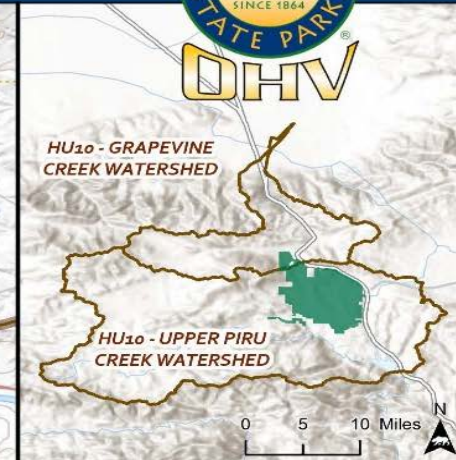 SINCE 1864
TATE PARK
OHV
®
HU10 - GRAPEVINE
CREEK WATERSHED
HU10 - UPPER PIRU
CREEK WATERSHED
0 5 10 Miles
N